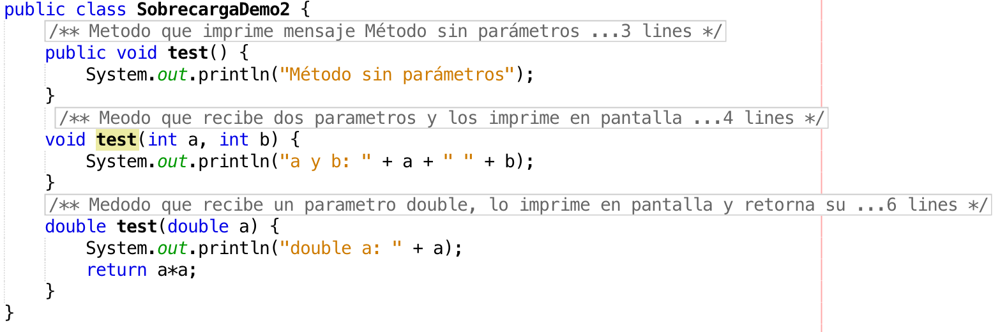 public class SobrecargaDemo2 {
/** Metodo que imprime mensaje Método sin parámetros ...3 lines */
public void test() {
System.out.println("Método sin parámetros");
}
/** Meodo que recibe dos parametros y los imprime en pantalla ...4 lines */
void test(int a, int b) {
System.out.println("a y b: " + a + " " + b);
}
/** Medodo que recibe un parametro double, lo imprime en pantalla y retorna su ...6 lines */
double test(double a) {
System.out.println("double a: " + a);
return a*a;
}
}